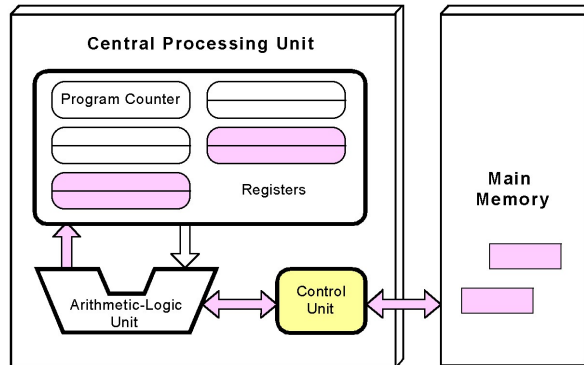 Central Processing Unit
Program Counter
Registers
Main
Memory
Arithmetic-Logic
Unit
Control
Unit